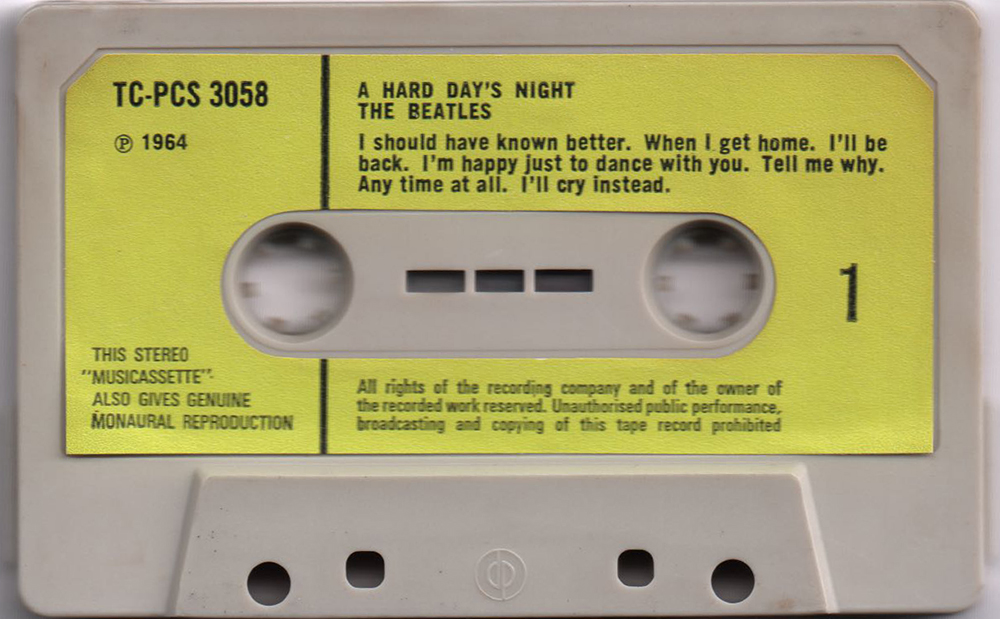 TC-PCS 3058
℗ 1964
A HARD DAY'S NIGHT
THE BEATLES
I should have known better. When I get home. I'll be
back. I'm happy just to dance with you. Tell me why.
Any time at all. I'll cry instead.
1
THIS STEREO
"MUSICASSETTE"
ALSO GIVES GENUINE
MONAURAL REPRODUCTION
All rights of the recording company and of the owner of
the recorded work reserved. Unauthorised public performance,
broadcasting and copying of this tape record prohibited